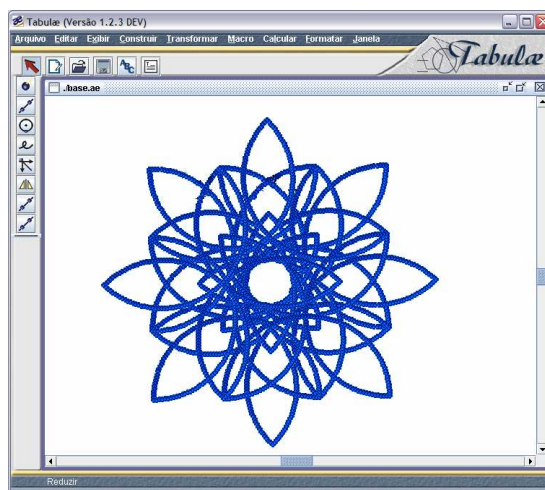 Tabulæ (Versão 1.2.3 DEV)
Arquivo Editar Exibir Construir Transformar Macro Calcular Formatar Janela
Tabulæ
ABC
./base.ae
Reduzir